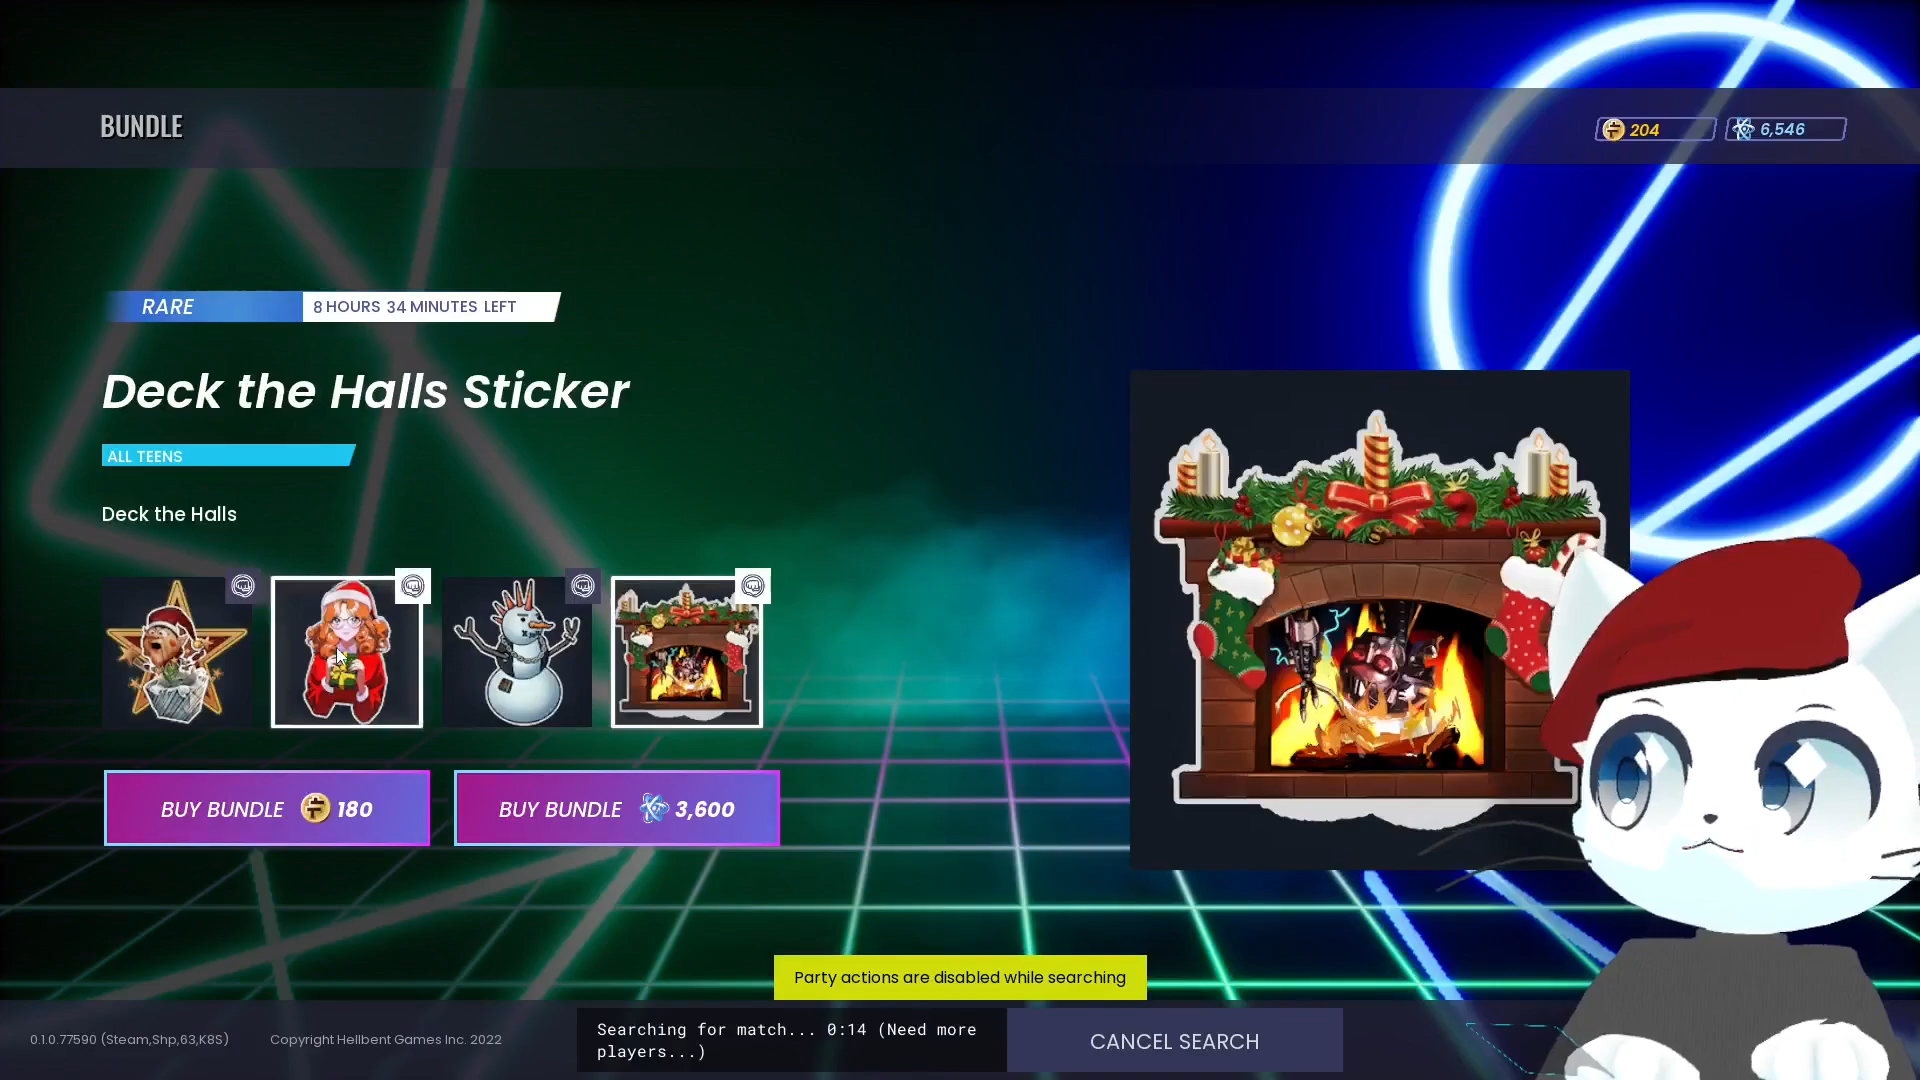 BUNDLE
204
6,546
RARE
8 HOURS 34 MINUTES LEFT
Deck the Halls Sticker
ALL TEENS
Deck the Halls
BUY BUNDLE 180
BUY BUNDLE 3,600
Party actions are disabled while searching
0.1.0.77590 (Steam,Shp,63,K8S)
Copyright Hellbent Games Inc. 2022
Searching for match... 0:14 (Need more
players...)
CANCEL SEARCH